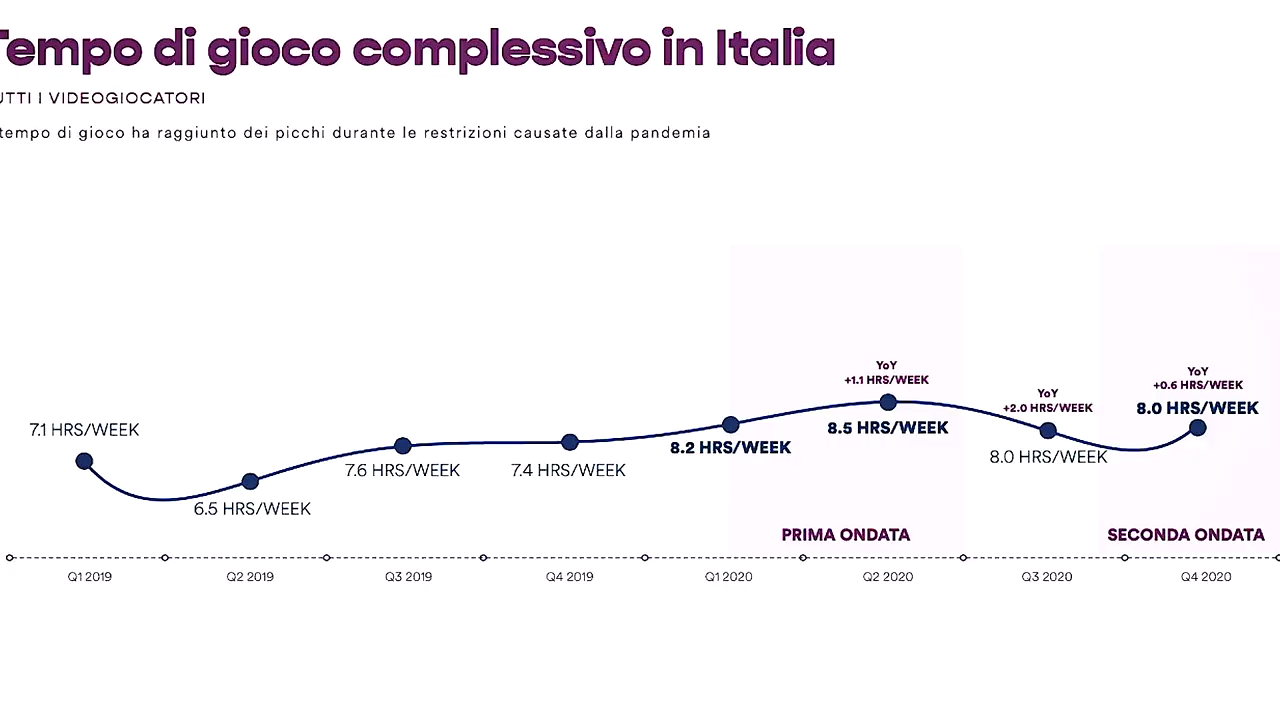 Tempo di gioco complessivo in Italia
UTTI I VIDEOGIOCATORI
tempo di gioco ha raggiunto dei picchi durante le restrizioni causate dalla pandemia
YoY
+1.1 HRS/WEEK
YoY
+0.6 HRS/WEEK
YoY
+2.0 HRS/WEEK
8.0 HRS/WEEK
7.1 HRS/WEEK
8.5 HRS/WEEK
8.2 HRS/WEEK
8.0 HRS/WEEK
7.6 HRS/WEEK
7.4 HRS/WEEK
6.5 HRS/WEEK
PRIMA ONDATA
SECONDA ONDATA
Q1 2019
Q2 2019
Q3 2019
Q4 2019
Q1 2020
Q2 2020
Q3 2020
Q4 2020